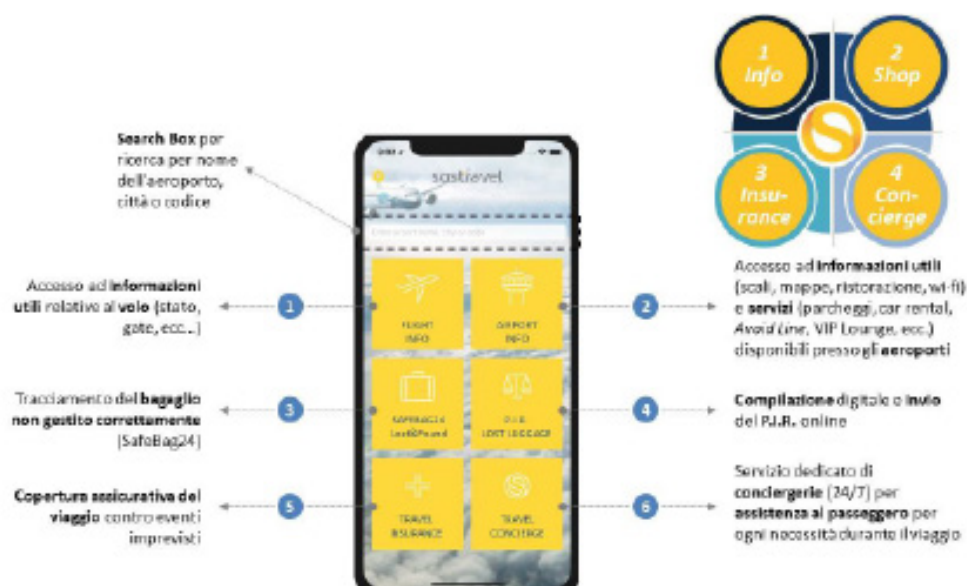 1
Info
2
Shop
3
Insu-
rance
4
Con-
cierge
Search Box per
ricerca per nome
dell'aeroporto,
città o codice
sostravel
Accesso ad informazioni
utili relative al volo (stato,
gate, ecc...)
1
FLIGHT
INFO
AIRPORT
INFO
2
Accesso ad informazioni utili
(scali, mappe, ristorazione, wi-fi)
e servizi (parcheggi, car rental,
Avoid Line, VIP Lounge, ecc.)
disponibili presso gli aeroporti
Tracciamento del bagaglio
non gestito correttamente
(SafeBag24)
3
SAFEBAG24
Lost&Found
P.I.R.
LOST LUGGAGE
4
Compilazione digitale e invio
del P.I.R. online
Copertura assicurativa del
viaggio contro eventi
imprevisti
5
TRAVEL
INSURANCE
TRAVEL
CONCIERGE
6
Servizio dedicato di
conciergerie (24/7) per
assistenza al passeggero per
ogni necessità durante il viaggio